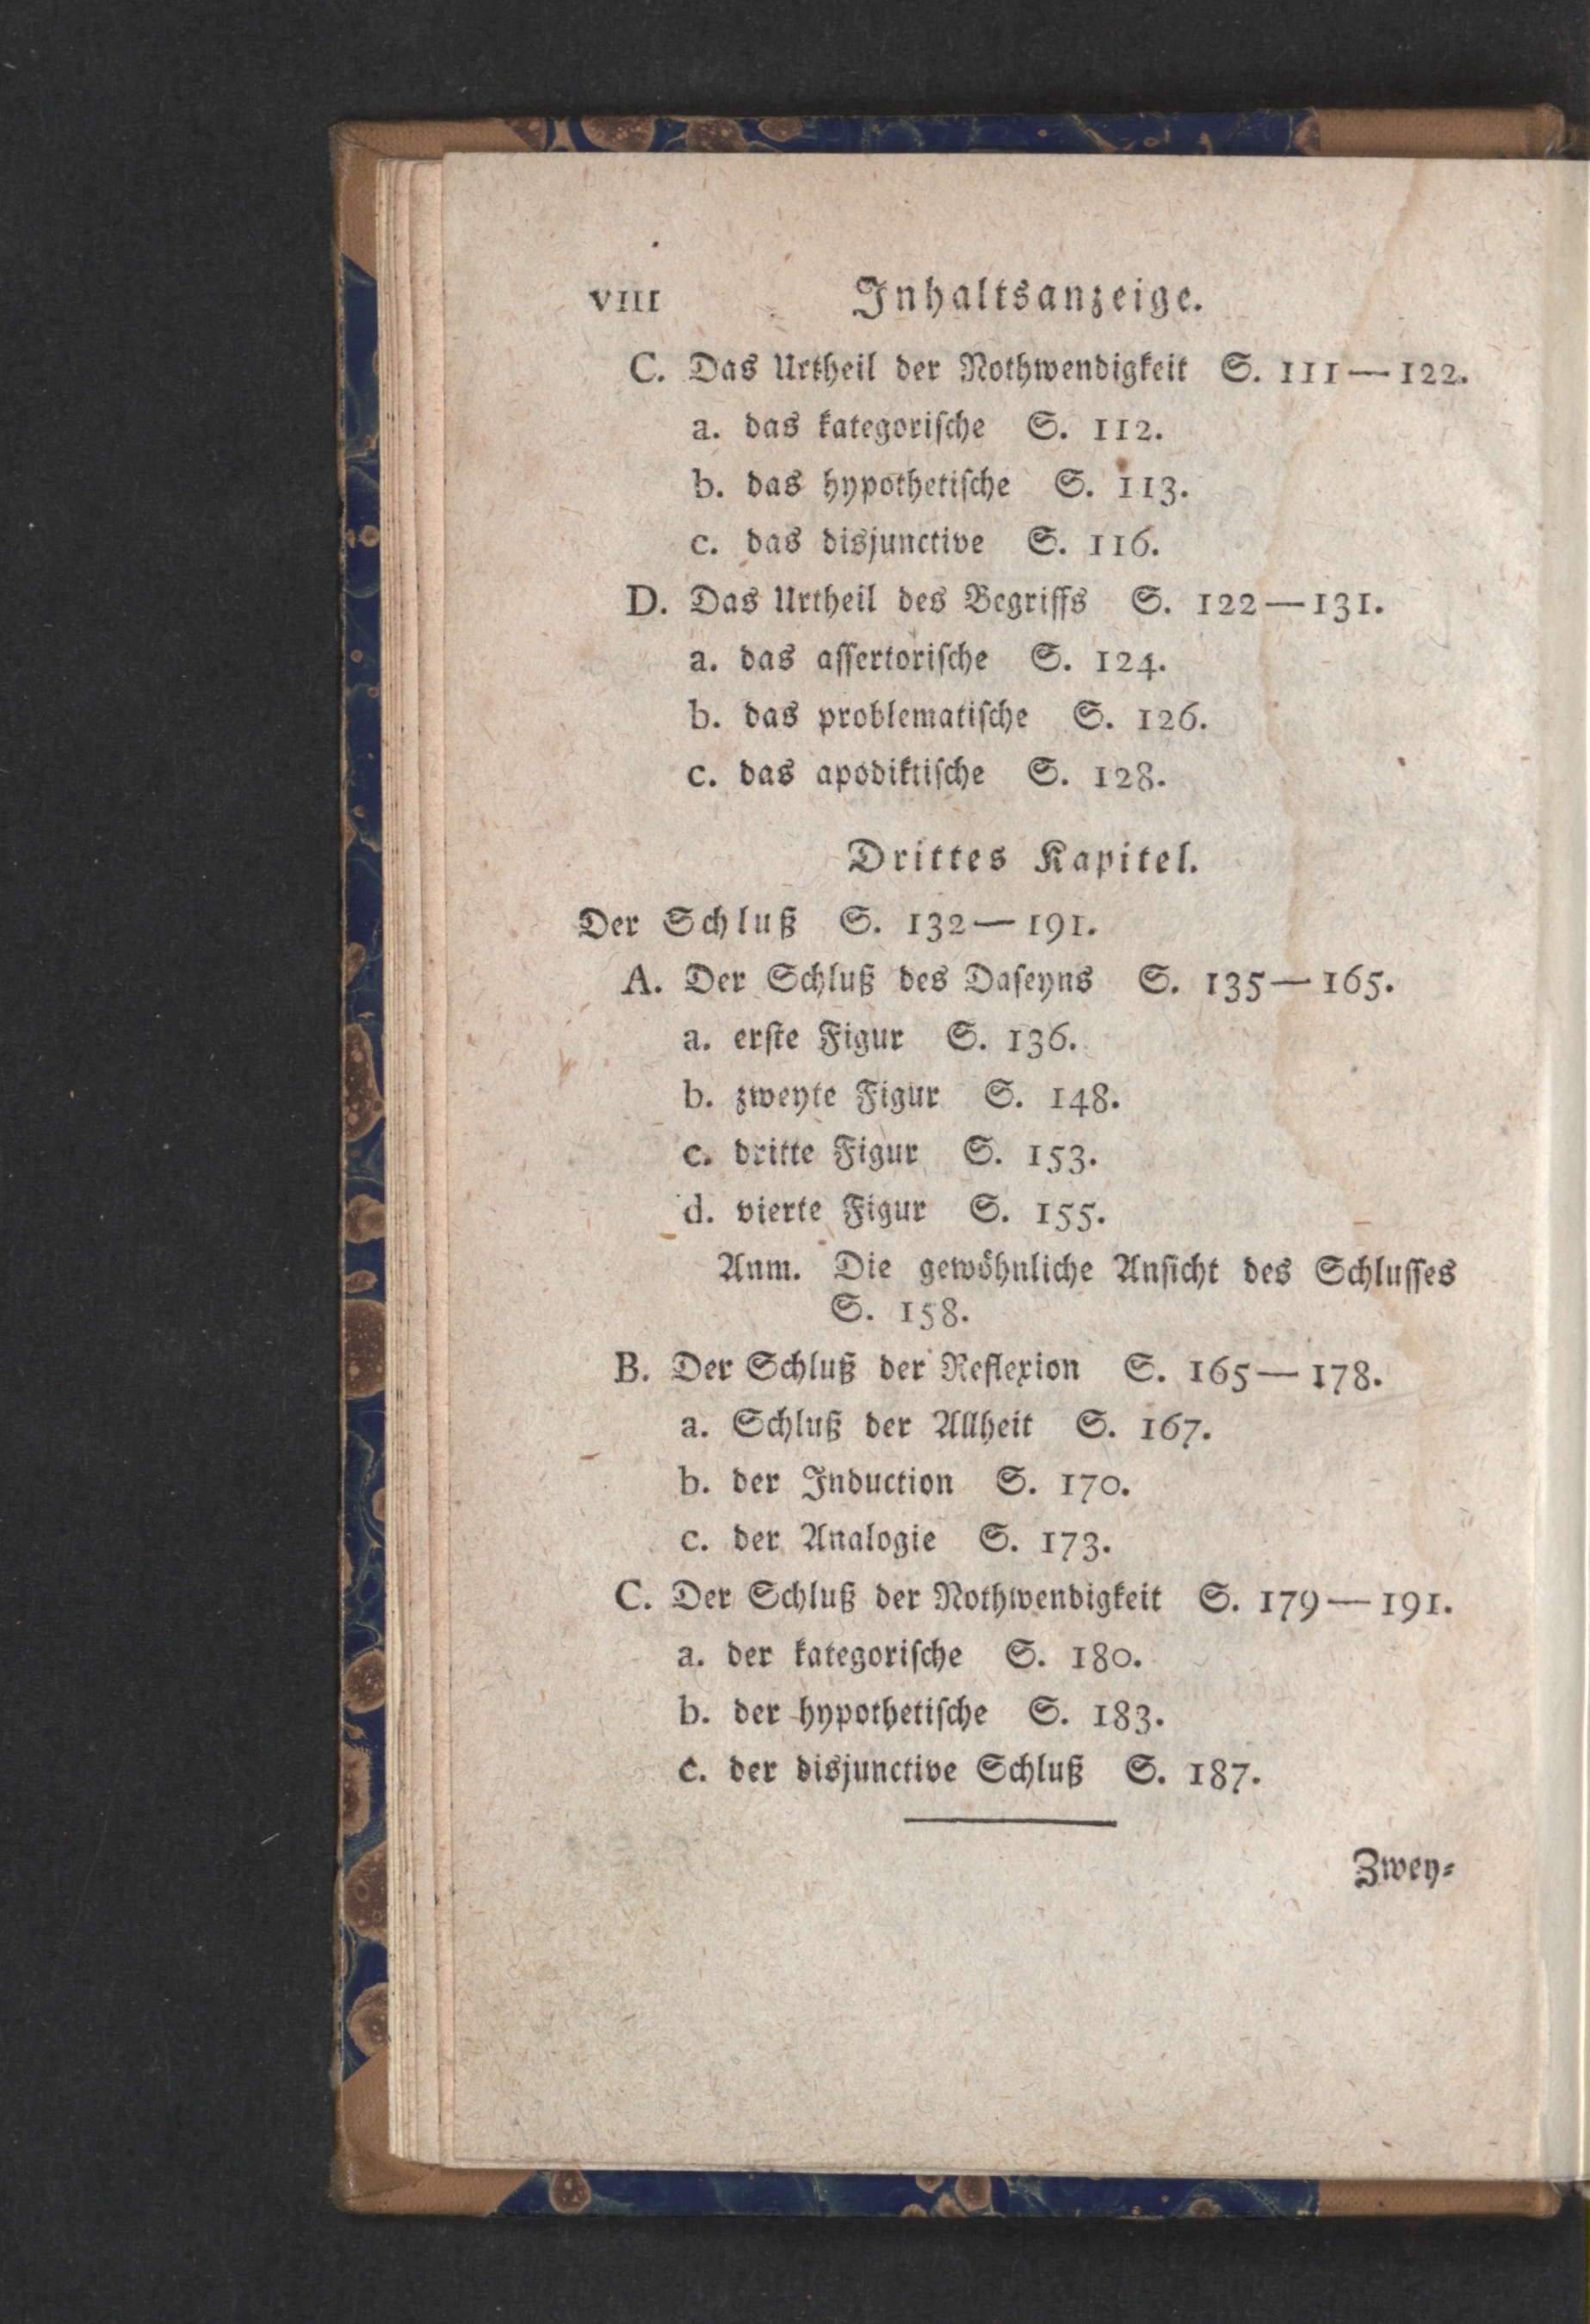 VIII Inhaltsanzeige.
C. Das Urtheil der Nothwendigkeit S. 111—122.
a. das kategoriſche S. 112.
b. das hypothetiſche S. 113.
c. das disjunctive S. 116.
D. Das Urtheil des Begriffs S. 122—131.
a. das aſſertoriſche S. 124.
b. das problematiſche S. 126.
c. das apodiktiſche S. 128.
Drittes Kapitel.
Der Schluß S. 132—191.
A. Der Schluß des Daſeyns S. 135—165.
a. erſte Figur S. 136.
b. zweyte Figur S. 148.
c. dritte Figur S. 153.
d. vierte Figur S. 155.
Anm. Die gewöhnliche Anſicht des Schluſſes
S. 158.
B. Der Schluß der Reflexion S. 165—178.
a. Schluß der Allheit S. 167.
b. der Induction S. 170.
c. der Analogie S. 173.
C. Der Schluß der Nothwendigkeit S. 179—191.
a. der kategoriſche S. 180.
b. der hypothetiſche S. 183.
c. der disjunctive Schluß S. 187.
Zwey⸗